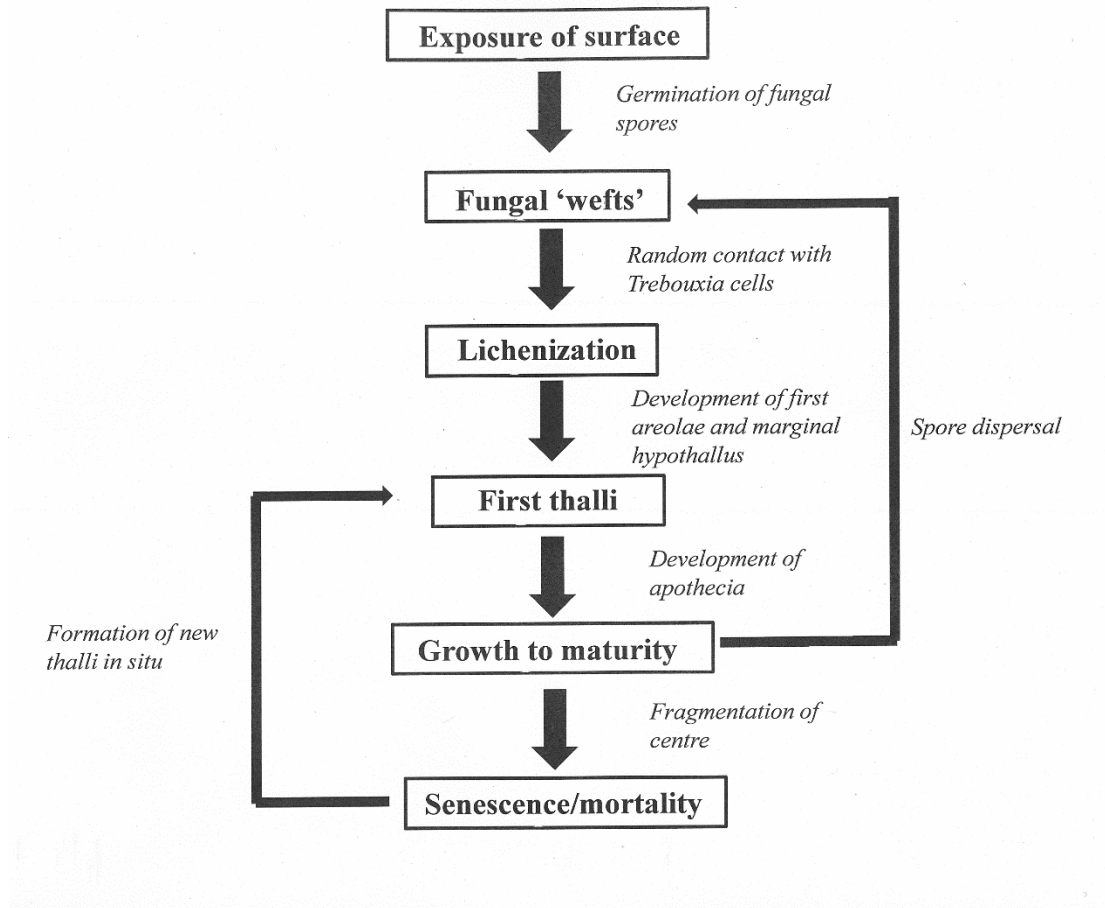 Exposure of surface
Germination of fungal
spores
Fungal ‘wefts’
Random contact with
Trebouxia cells
Lichenization
Development of first
areolae and marginal
hypothallus
Spore dispersal
First thalli
Development of
apothecia
Formation of new
thalli in situ
Growth to maturity
Fragmentation of
centre
Senescence/mortality